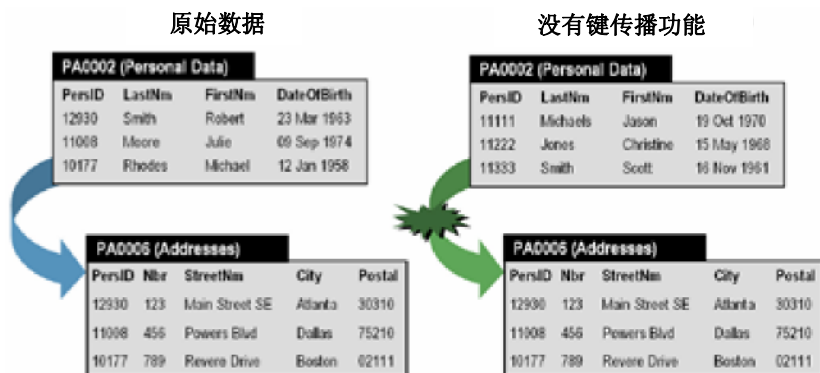 原始数据
PA0002 (Personal Data)
PersID LastNm FirstNm DateOfBirth
12930 Smith Robert 23 Mar 1963
11008 Moore Julie 09 Sep 1974
10177 Rhodes Michael 12 Jan 1958
PA0006 (Addresses)
PersID Nbr StreetNm City Postal
12930 123 Main Street SE Atlanta 30310
11008 456 Powers Blvd Dallas 75210
10177 789 Revere Drive Boston 02111
没有键传播功能
PA0002 (Personal Data)
PersID LastNm FirstNm DateOfBirth
11111 Michaels Jason 19 Oct 1970
11222 Jones Christine 15 May 1968
11333 Smith Scott 16 Nov 1961
PA0006 (Addresses)
PersID Nbr StreetNm City Postal
12930 123 Main Street SE Atlanta 30310
11008 456 Powers Blvd Dallas 75210
10177 789 Revere Drive Boston 02111